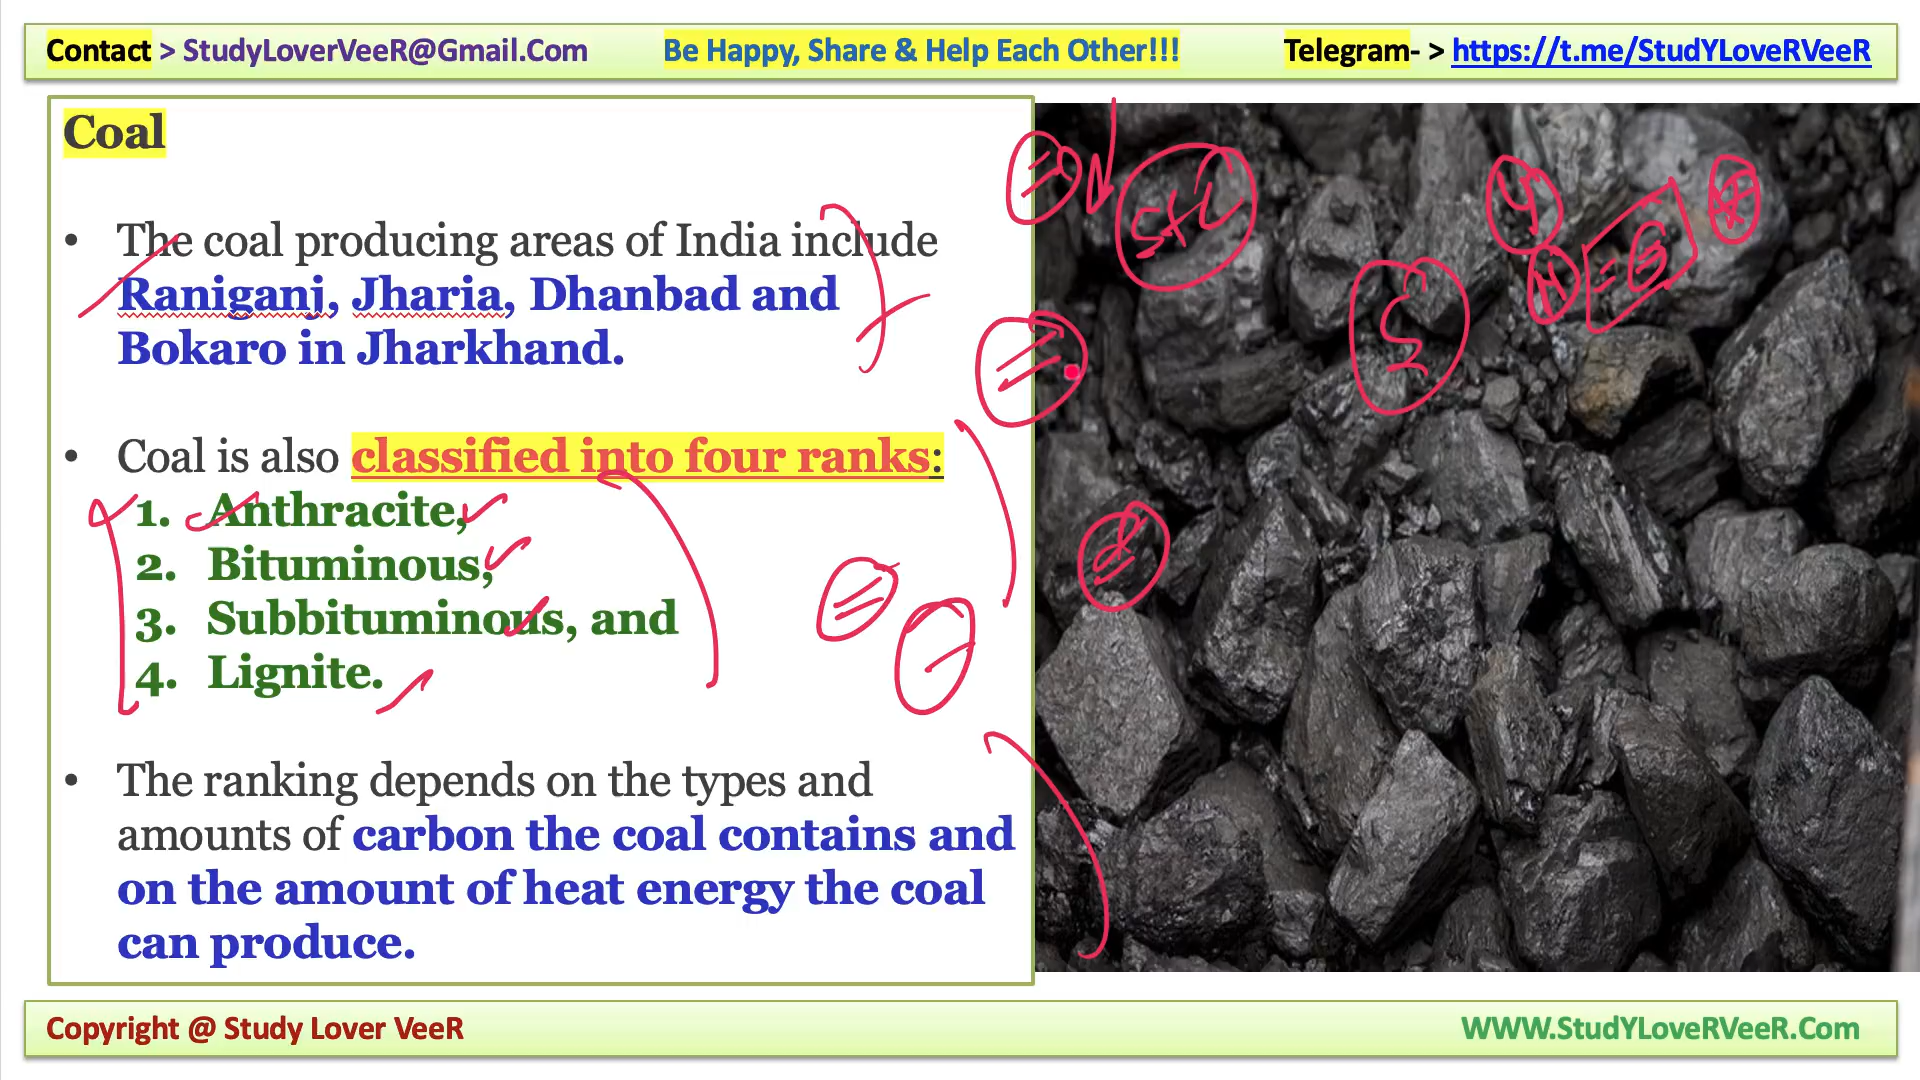 Contact > StudyLoverVeeR@Gmail.Com Be Happy, Share & Help Each Other!!! Telegram- > https://t.me/StudYLoveRVeeR
Coal
• The coal producing areas of India include
Raniganj, Jharia, Dhanbad and
Bokaro in Jharkhand.
• Coal is also classified into four ranks:
1. Anthracite,
2. Bituminous,
3. Subbituminous, and
4. Lignite.
• The ranking depends on the types and
amounts of carbon the coal contains and
on the amount of heat energy the coal
can produce.
Copyright @ Study Lover VeeR WWW.StudYLoveRVeeR.Com